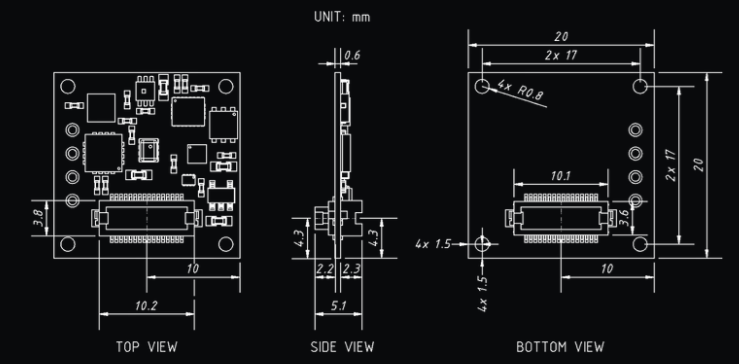 UNIT: mm
3.8
10
10.2
TOP VIEW
0.6
4.3
4.3
2.2
2.3
5.1
SIDE VIEW
20
2x 17
4x R0.8
10.1
2x 17
20
3.6
4x 1.5
4x 1.5
10
BOTTOM VIEW